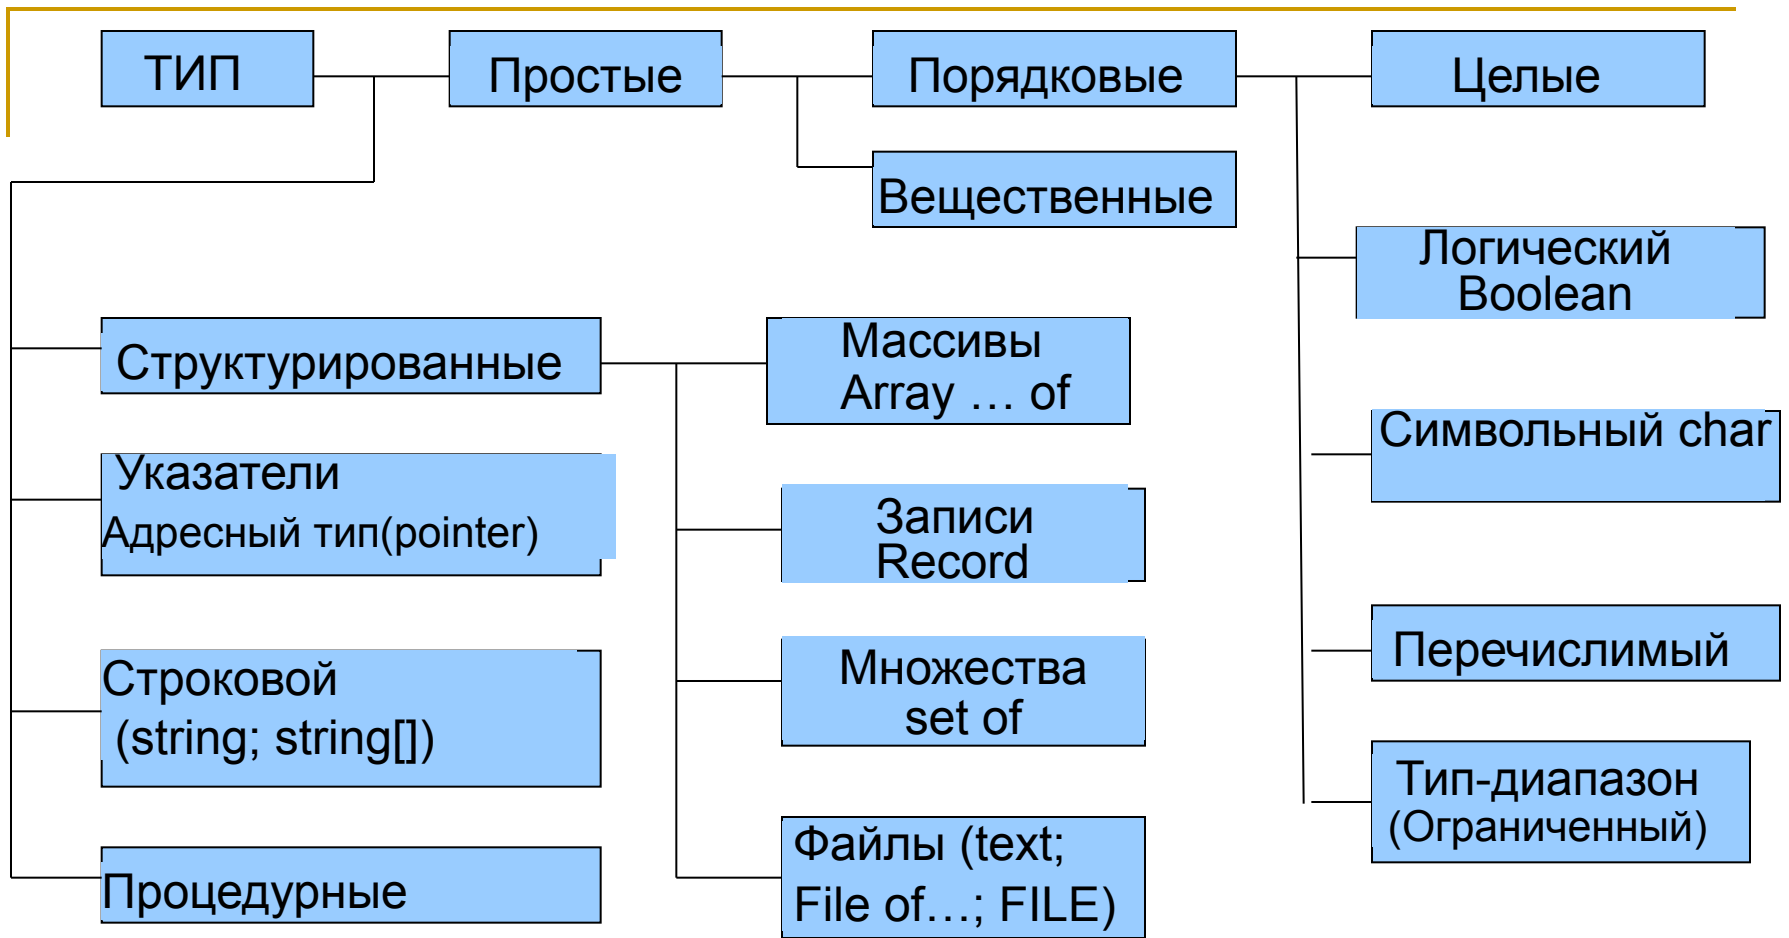 ТИП
Простые
Порядковые
Целые
Вещественные
Логический
Boolean
Структурированные
Массивы
Array … of
Символьный char
Указатели
Адресный тип(pointer)
Записи
Record
Перечислимый
Строковой
(string; string[])
Множества
set of
Тип-диапазон
(Ограниченный)
Процедурные
Файлы (text;
File of…; FILE)